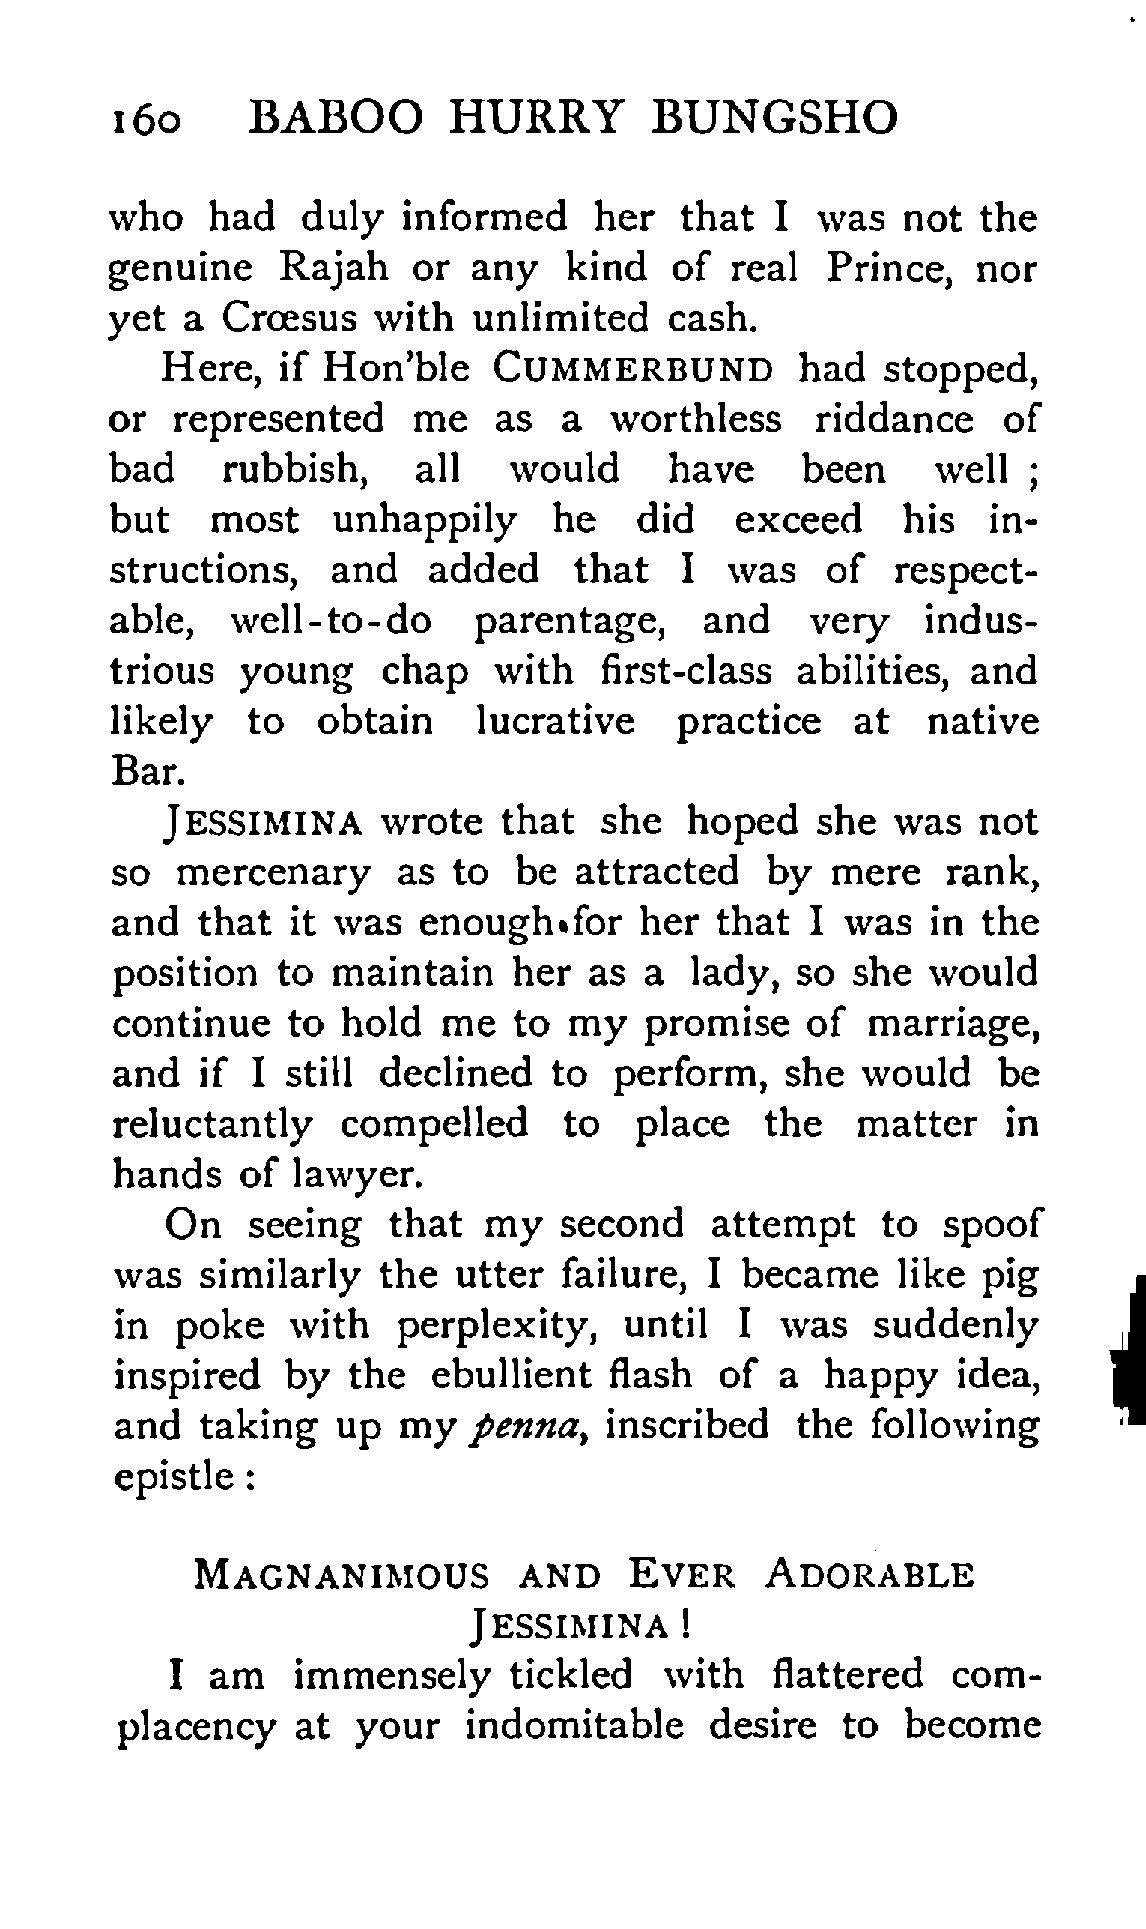 160 BABOO HURRY BUNGSHO
who had duly informed her that I was not the
genuine Rajah or any kind of real Prince, nor
yet a Crœsus with unlimited cash.
Here, if Hon'ble CUMMERBUND had stopped,
or represented me as a worthless riddance of
bad rubbish, all would have been well ;
but most unhappily he did exceed his in-
structions, and added that I was of respect-
able, well-to-do parentage, and very indus-
trious young chap with first-class abilities, and
likely to obtain lucrative practice at native
Bar.
JESSIMINA wrote that she hoped she was not
so mercenary as to be attracted by mere rank,
and that it was enough for her that I was in the
position to maintain her as a lady, so she would
continue to hold me to my promise of marriage,
and if I still declined to perform, she would be
reluctantly compelled to place the matter in
hands of lawyer.
On seeing that my second attempt to spoof
was similarly the utter failure, I became like pig
in poke with perplexity, until I was suddenly
inspired by the ebullient flash of a happy idea,
and taking up my penna, inscribed the following
epistle :
MAGNANIMOUS AND EVER ADORABLE
JESSIMINA !
I am immensely tickled with flattered com-
placency at your indomitable desire to become